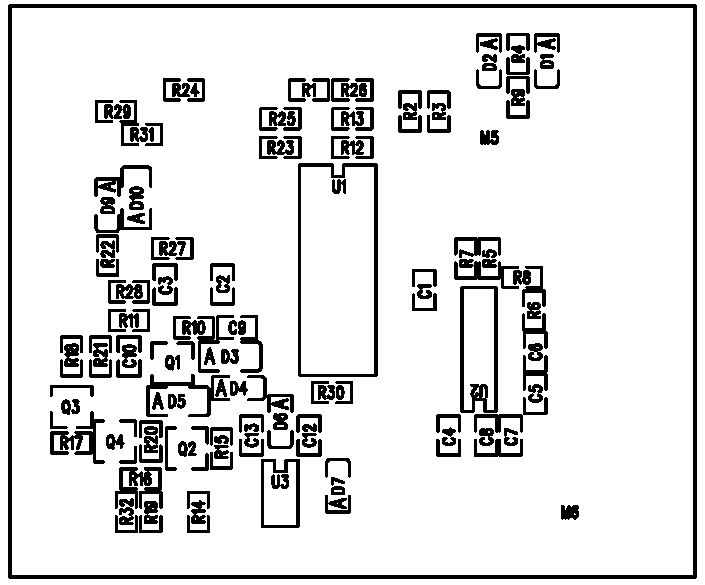 D2 A
R4
D1 A
R24
R1
R26
R9
R2
R3
R29
R25
R13
R31
R23
R12
M5
U1
D9 A
A D10
R22
R27
R7
R5
R28
C3
C2
C1
R8
R6
R11
R10
C9
R18
R21
C10
Q1
A D3
C6
A D4
R30
U2
C5
Q3
A D5
D6 A
R17
Q4
R20
Q2
R15
C13
C12
C4
C8
C7
R16
U3
A D7
R32
R19
R14
M6